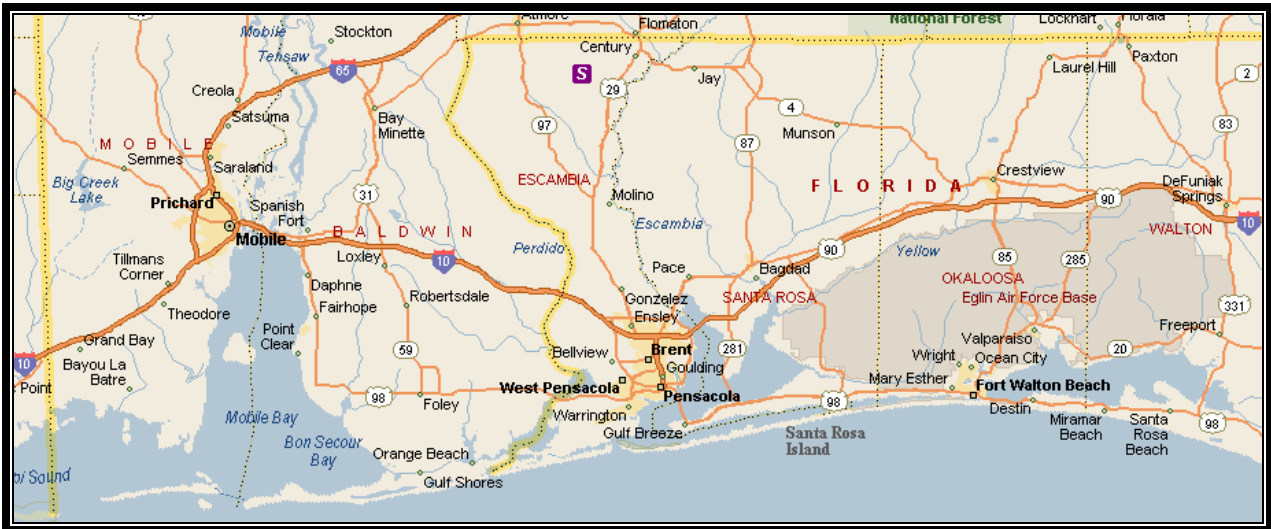 Atmore
Flomaton
National Forest
Lockhart
Florala
Mobile
Stockton
Century
Paxton
Tehsaw
65
S
Jay
Laurel Hill
2
Creola
29
4
Satsuma
Bay
Minette
97
Munson
83
MOBILE
87
Semmes
Saraland
ESCAMBIA
Crestview
Big Creek
Lake
31
Molino
FLORIDA
DeFuniak
Springs
Prichard
Spanish
Fort
90
Escambia
10
Mobile
BALDWIN
Perdido
90
Yellow
WALTON
Tillmans
Corner
Loxley
10
Pace
Bagdad
85
285
Daphne
OKALOOSA
Robertsdale
Gonzalez
SANTA ROSA
Eglin Air Force Base
Fairhope
Ensley
331
Theodore
Point
Clear
Freeport
Grand Bay
Valparaiso
10
Bayou La
Batre
59
Bellview
Brent
281
Wright
Ocean City
20
Goulding
Mary Esther
Point
West Pensacola
Fort Walton Beach
98
Foley
Pensacola
98
Destin
Mobile Bay
Warrington
Miramar
Beach
Santa
Rosa
Beach
98
Gulf Breeze
Santa Rosa
Island
Bon Secour
Bay
Orange Beach
Sound
Gulf Shores